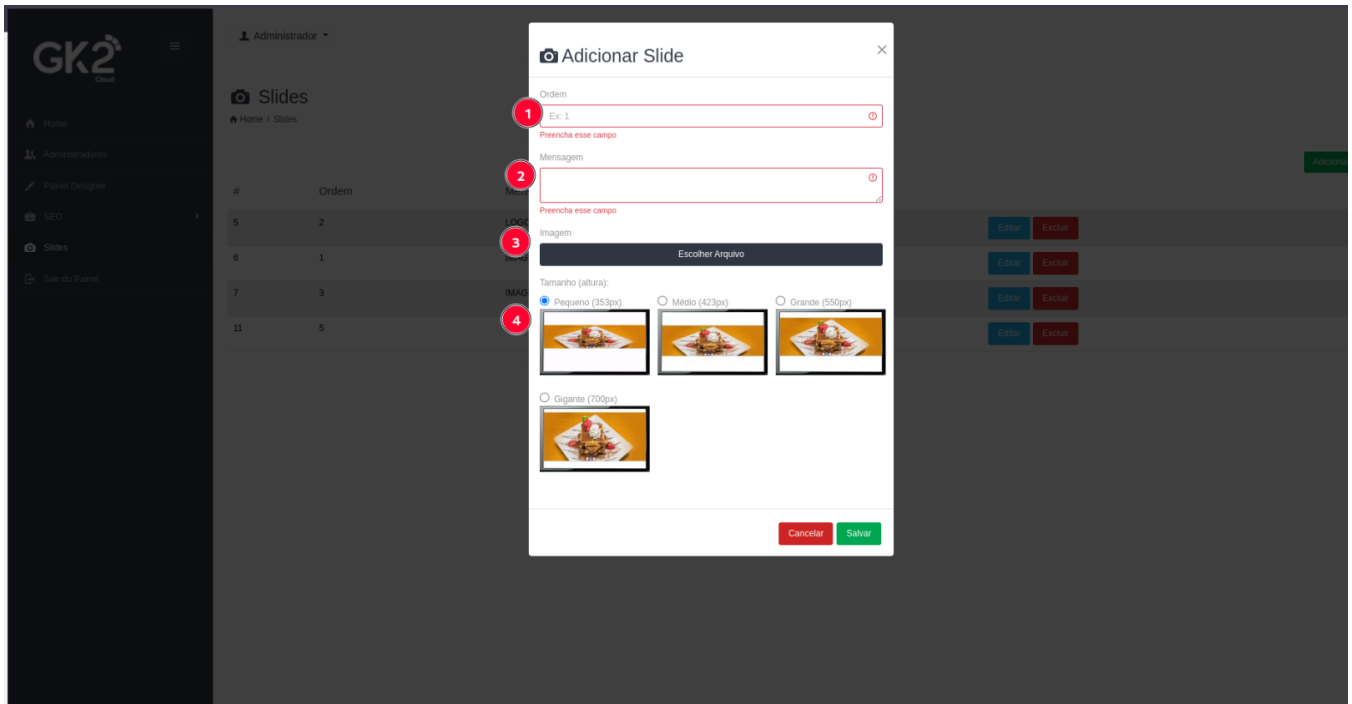 GK2
Cloud
Administrador
Slides
Home / Slides
Home
Administradores
Painel Designer
SEO
Slides
Sair do Painel
Adicionar
# Ordem
5 2 LOGO Editar Excluir
6 1 Editar Excluir
7 3 IMAG Editar Excluir
11 5 Editar Excluir
Adicionar Slide
×
Ordem
1
Ex: 1
Preencha esse campo
Mensagem
2
Preencha esse campo
Imagem
3
Escolher Arquivo
Tamanho (altura):
Pequeno (353px) Médio (423px) Grande (550px)
4
Gigante (700px)
Cancelar Salvar